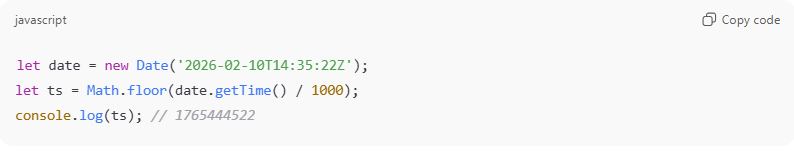 javascript
Copy code
let date = new Date('2026-02-10T14:35:22Z');
let ts = Math.floor(date.getTime() / 1000);
console.log(ts); // 1765444522